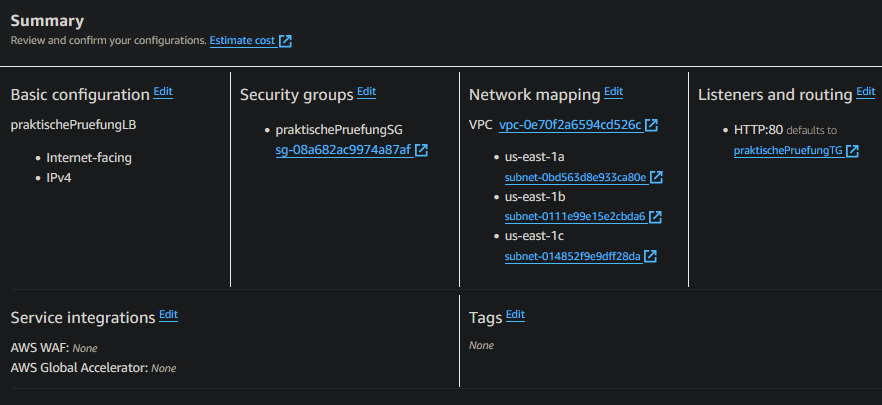 Summary
Review and confirm your configurations. Estimate cost
Basic configuration Edit
praktischePruefungLB
Internet-facing
IPv4
Security groups Edit
praktischePruefungSG
sg-08a682ac9974a87af
Network mapping Edit
VPC vpc-0e70f2a6594cd526c
us-east-1a
subnet-0bd563d8e933ca80e
us-east-1b
subnet-0111e99e15e2cbda6
us-east-1c
subnet-014852f9e9dff28da
Listeners and routing Edit
HTTP:80 defaults to
praktischePruefungTG
Service integrations Edit
AWS WAF: None
AWS Global Accelerator: None
Tags Edit
None